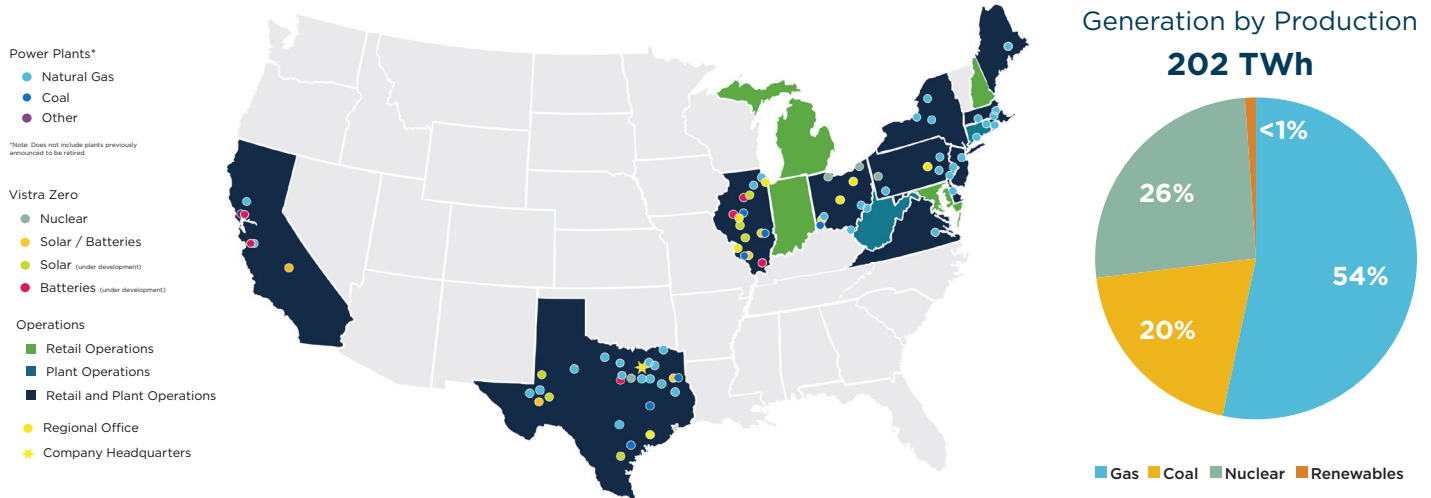 Power Plants*
Natural Gas
Coal
Other
*Note: Does not include plants previously
announced to be retired.
Vistra Zero
Nuclear
Solar / Batteries
Solar (under development)
Batteries (under development)
Operations
Retail Operations
Plant Operations
Retail and Plant Operations
Regional Office
Company Headquarters
Generation by Production
202 TWh
<1%
26%
54%
20%
Gas Coal Nuclear Renewables